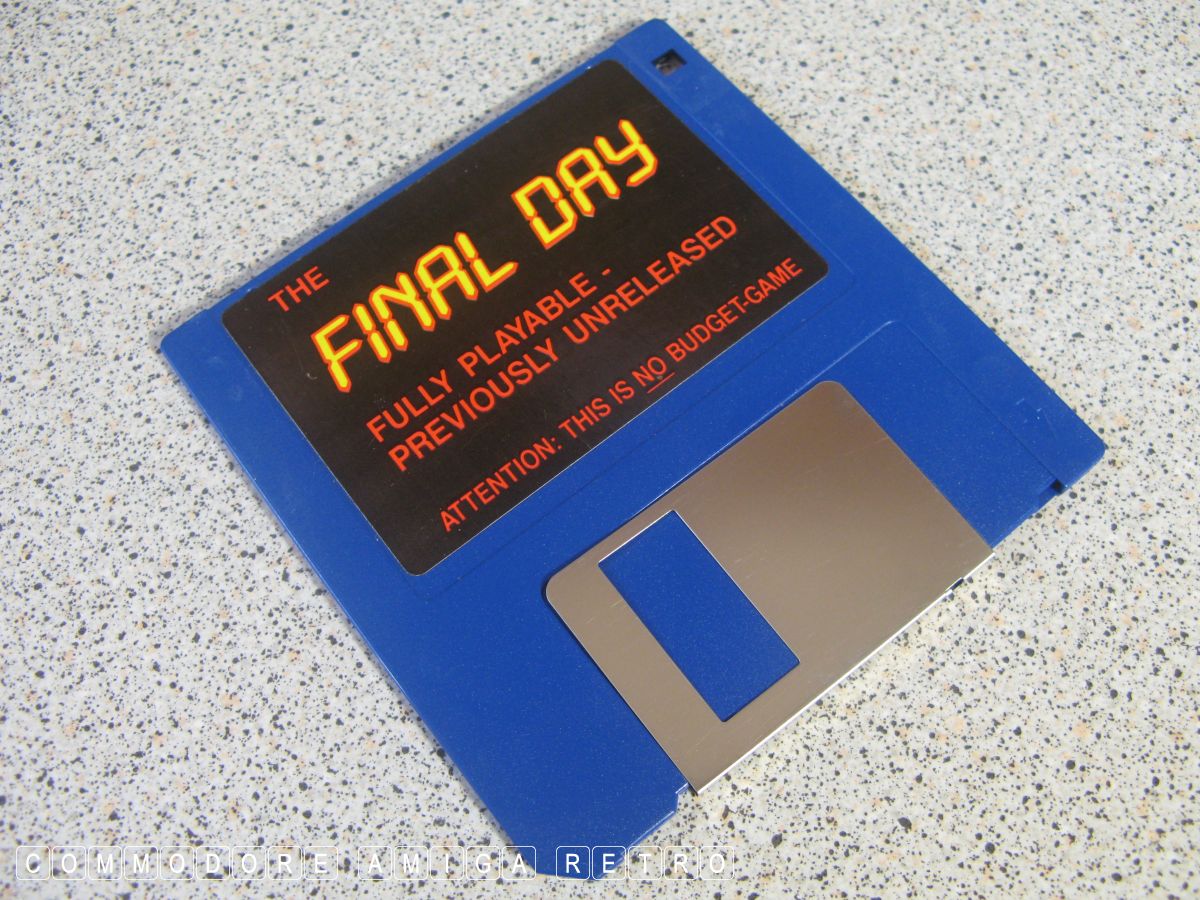 THE
FINAL DAY
FULLY PLAYABLE -
PREVIOUSLY UNRELEASED
ATTENTION: THIS IS NO BUDGET-GAME
COMMODORE AMIGA RETRO